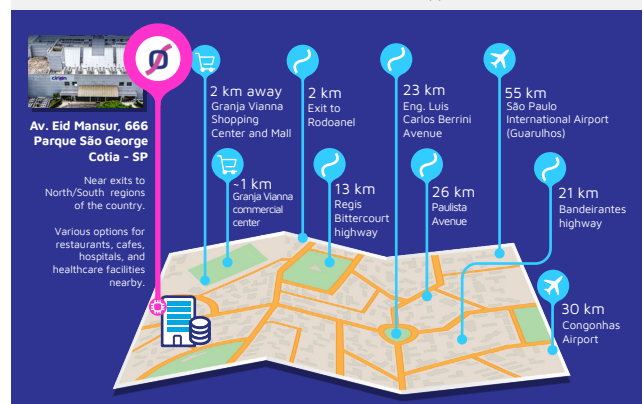 cirion
Av. Eid Mansur, 666
Parque São George
Cotia - SP
Near exits to
North/South regions
of the country.
Various options for
restaurants, cafes,
hospitals, and
healthcare facilities
nearby.
2 km away
Granja Vianna
Shopping
Center and Mall
~1 km
Granja Vianna
commercial
center
2 km
Exit to
Rodoanel
13 km
Regis
Bittercourt
highway
23 km
Eng. Luis
Carlos Berrini
Avenue
26 km
Paulista
Avenue
55 km
São Paulo
International Airport
(Guarulhos)
21 km
Bandeirantes
highway
30 km
Congonhas
Airport